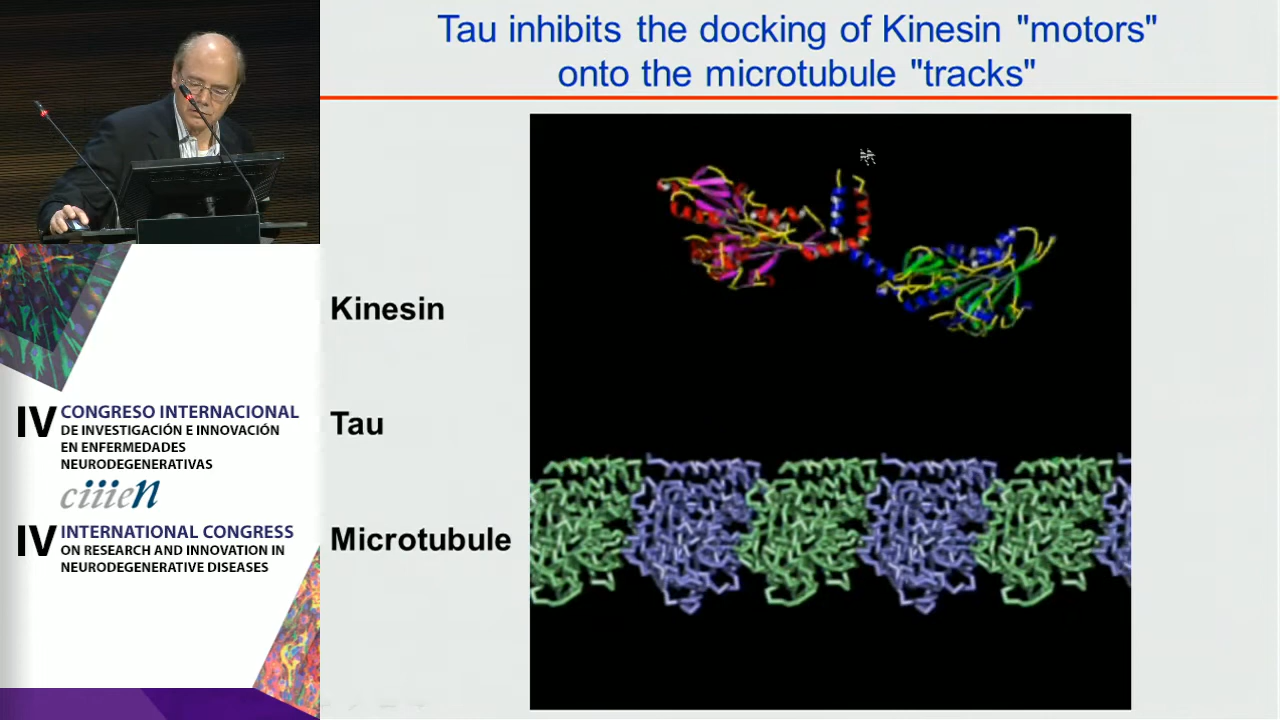 Tau inhibits the docking of Kinesin "motors"
onto the microtubule "tracks"
Kinesin
Tau
Microtubule
IV CONGRESO INTERNACIONAL
DE INVESTIGACIÓN E INNOVACIÓN
EN ENFERMEDADES
NEURODEGENERATIVAS
ciiien
IV INTERNATIONAL CONGRESS
ON RESEARCH AND INNOVATION IN
NEURODEGENERATIVE DISEASES